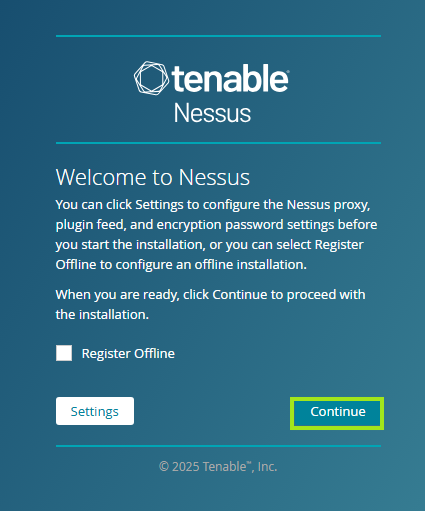 tenable
Nessus
Welcome to Nessus
You can click Settings to configure the Nessus proxy,
plugin feed, and encryption password settings before
you start the installation, or you can select Register
Offline to configure an offline installation.
When you are ready, click Continue to proceed with
the installation.
Register Offline
Settings
Continue
© 2025 Tenable™, Inc.